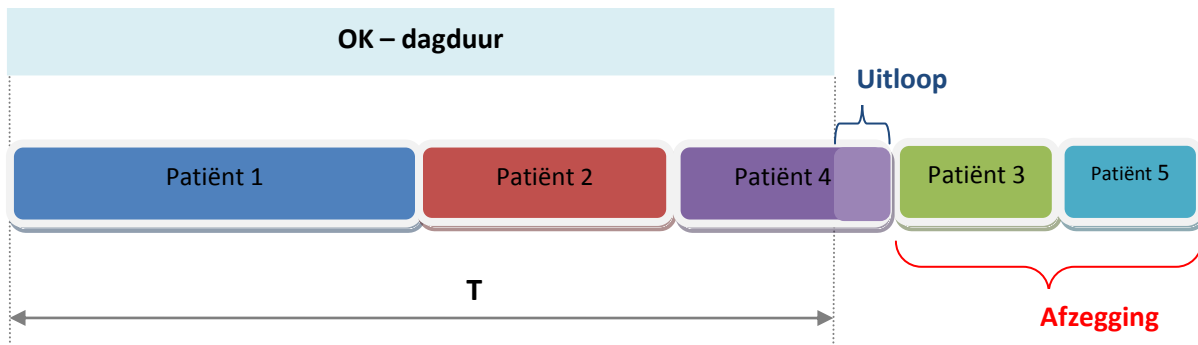 OK – dagduur
Uitloop
Patiënt 1
Patiënt 2
Patiënt 4
Patiënt 3
Patiënt 5
T
Afzegging